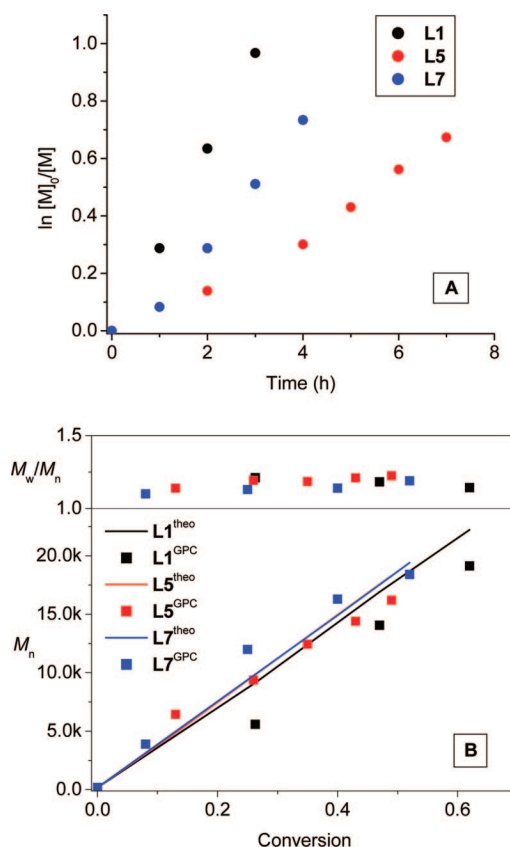 1.0
0.8
0.6
0.4
0.2
0.0
ln [M]0/[M]
L1
L5
L7
A
0 2 4 6 8
Time (h)
1.5
Mw/Mn
1.0
20.0k
15.0k
10.0k
5.0k
0.0
Mn
L1theo
L1GPC
L5theo
L5GPC
L7theo
L7GPC
B
0.0 0.2 0.4 0.6
Conversion